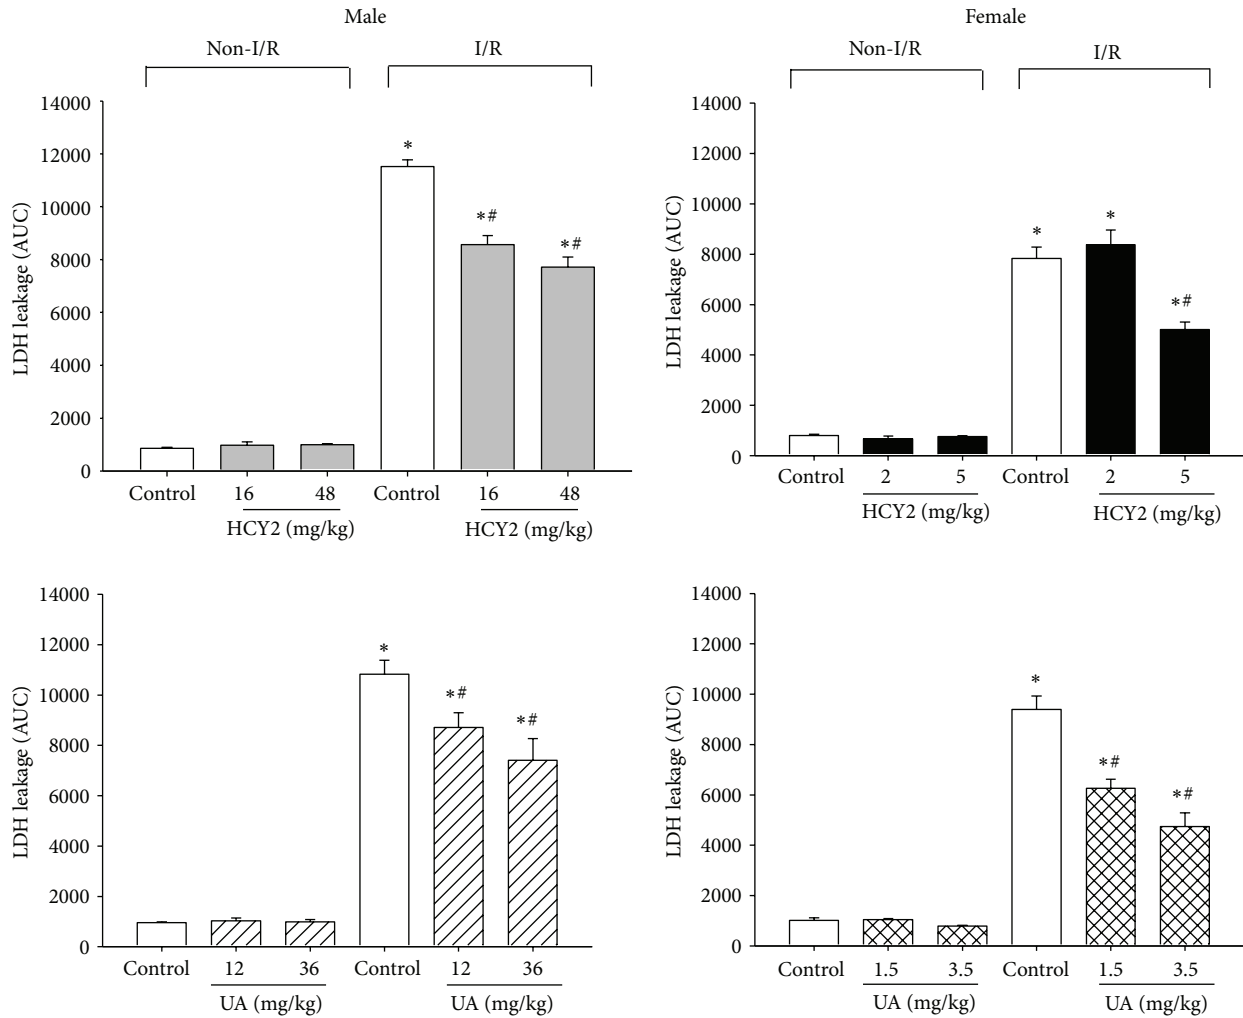 Male
Non-I/R I/R
14000
12000
10000
8000
6000
4000
2000
0
LDH leakage (AUC)
*
*#
*#
Control 16 48 Control 16 48
HCY2 (mg/kg) HCY2 (mg/kg)
Female
Non-I/R I/R
14000
12000
10000
8000
6000
4000
2000
0
LDH leakage (AUC)
*
*
*#
Control 2 5 Control 2 5
HCY2 (mg/kg) HCY2 (mg/kg)
14000
12000
10000
8000
6000
4000
2000
0
LDH leakage (AUC)
*
*#
*#
Control 12 36 Control 12 36
UA (mg/kg) UA (mg/kg)
14000
12000
10000
8000
6000
4000
2000
0
LDH leakage (AUC)
*
*#
*#
Control 1.5 3.5 Control 1.5 3.5
UA (mg/kg) UA (mg/kg)